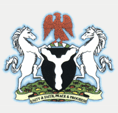 UNITY & FAITH, PEACE & PROGRESS